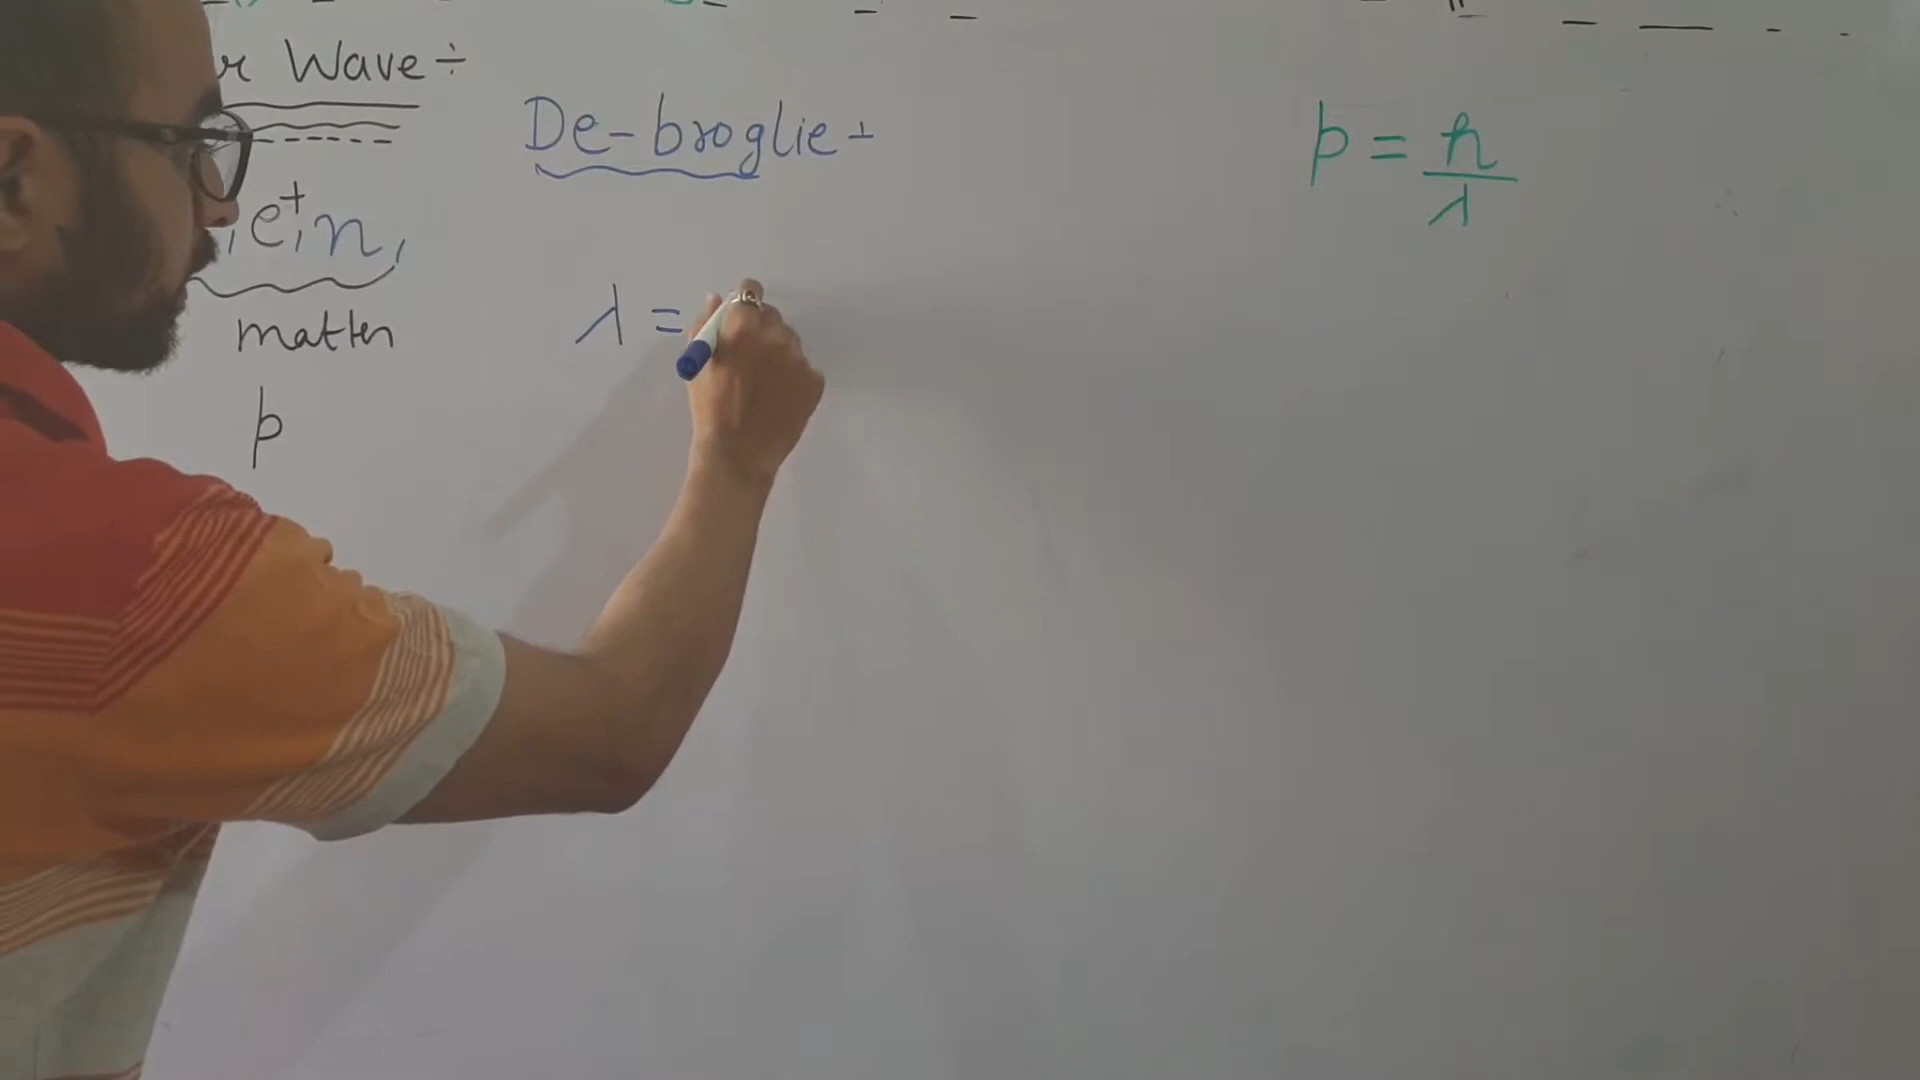 r Wave ÷
De-broglie ÷
p = h/λ
, e⁺, n,
λ =
matter
p